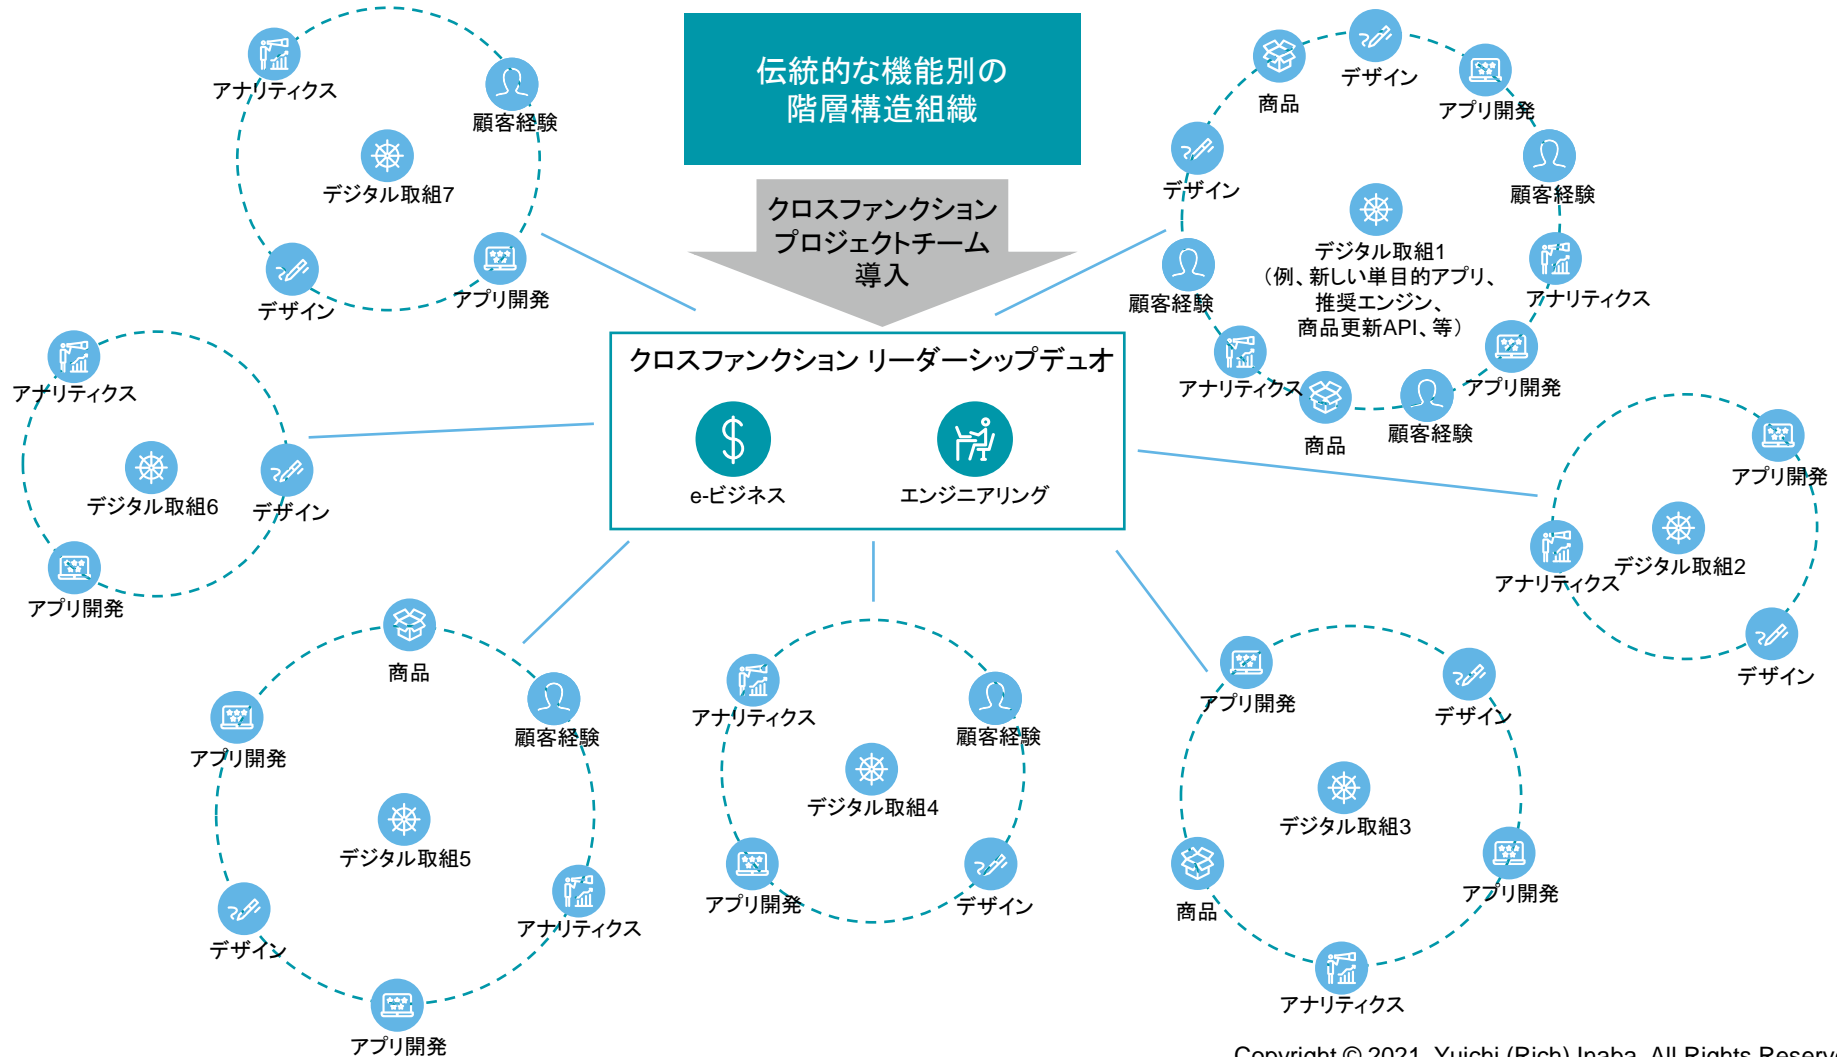 伝統的な機能別の
階層構造組織
クロスファンクション
プロジェクトチーム
導入
クロスファンクション リーダーシップデュオ
e-ビジネス
エンジニアリング
デザイン
商品
アプリ開発
デザイン
顧客経験
顧客経験
アナリティクス
アナリティクス
アプリ開発
商品
顧客経験
デジタル取組1
（例、新しい単目的アプリ、
推奨エンジン、
商品更新API、等）
アプリ開発
アナリティクス
デジタル取組2
デザイン
アプリ開発
デザイン
デジタル取組3
アプリ開発
商品
アナリティクス
アナリティクス
顧客経験
デジタル取組4
アプリ開発
デザイン
商品
顧客経験
アプリ開発
デジタル取組5
デザイン
アナリティクス
アプリ開発
アナリティクス
デジタル取組6
デザイン
アプリ開発
アナリティクス
顧客経験
デジタル取組7
デザイン
アプリ開発
Copyright © 2021 Yuichi (Rich) Inaba All Rights Reserve